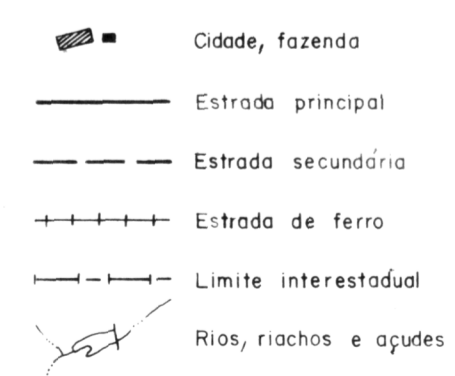 Cidade, fazenda
Estrada principal
Estrada secundária
Estrada de ferro
Limite interestadual
Rios, riachos e açudes